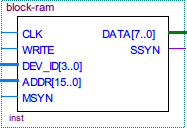 block-ram
CLK DATA[7..0]
WRITE SSYN
DEV_ID[3..0]
ADDR[15..0]
MSYN
inst